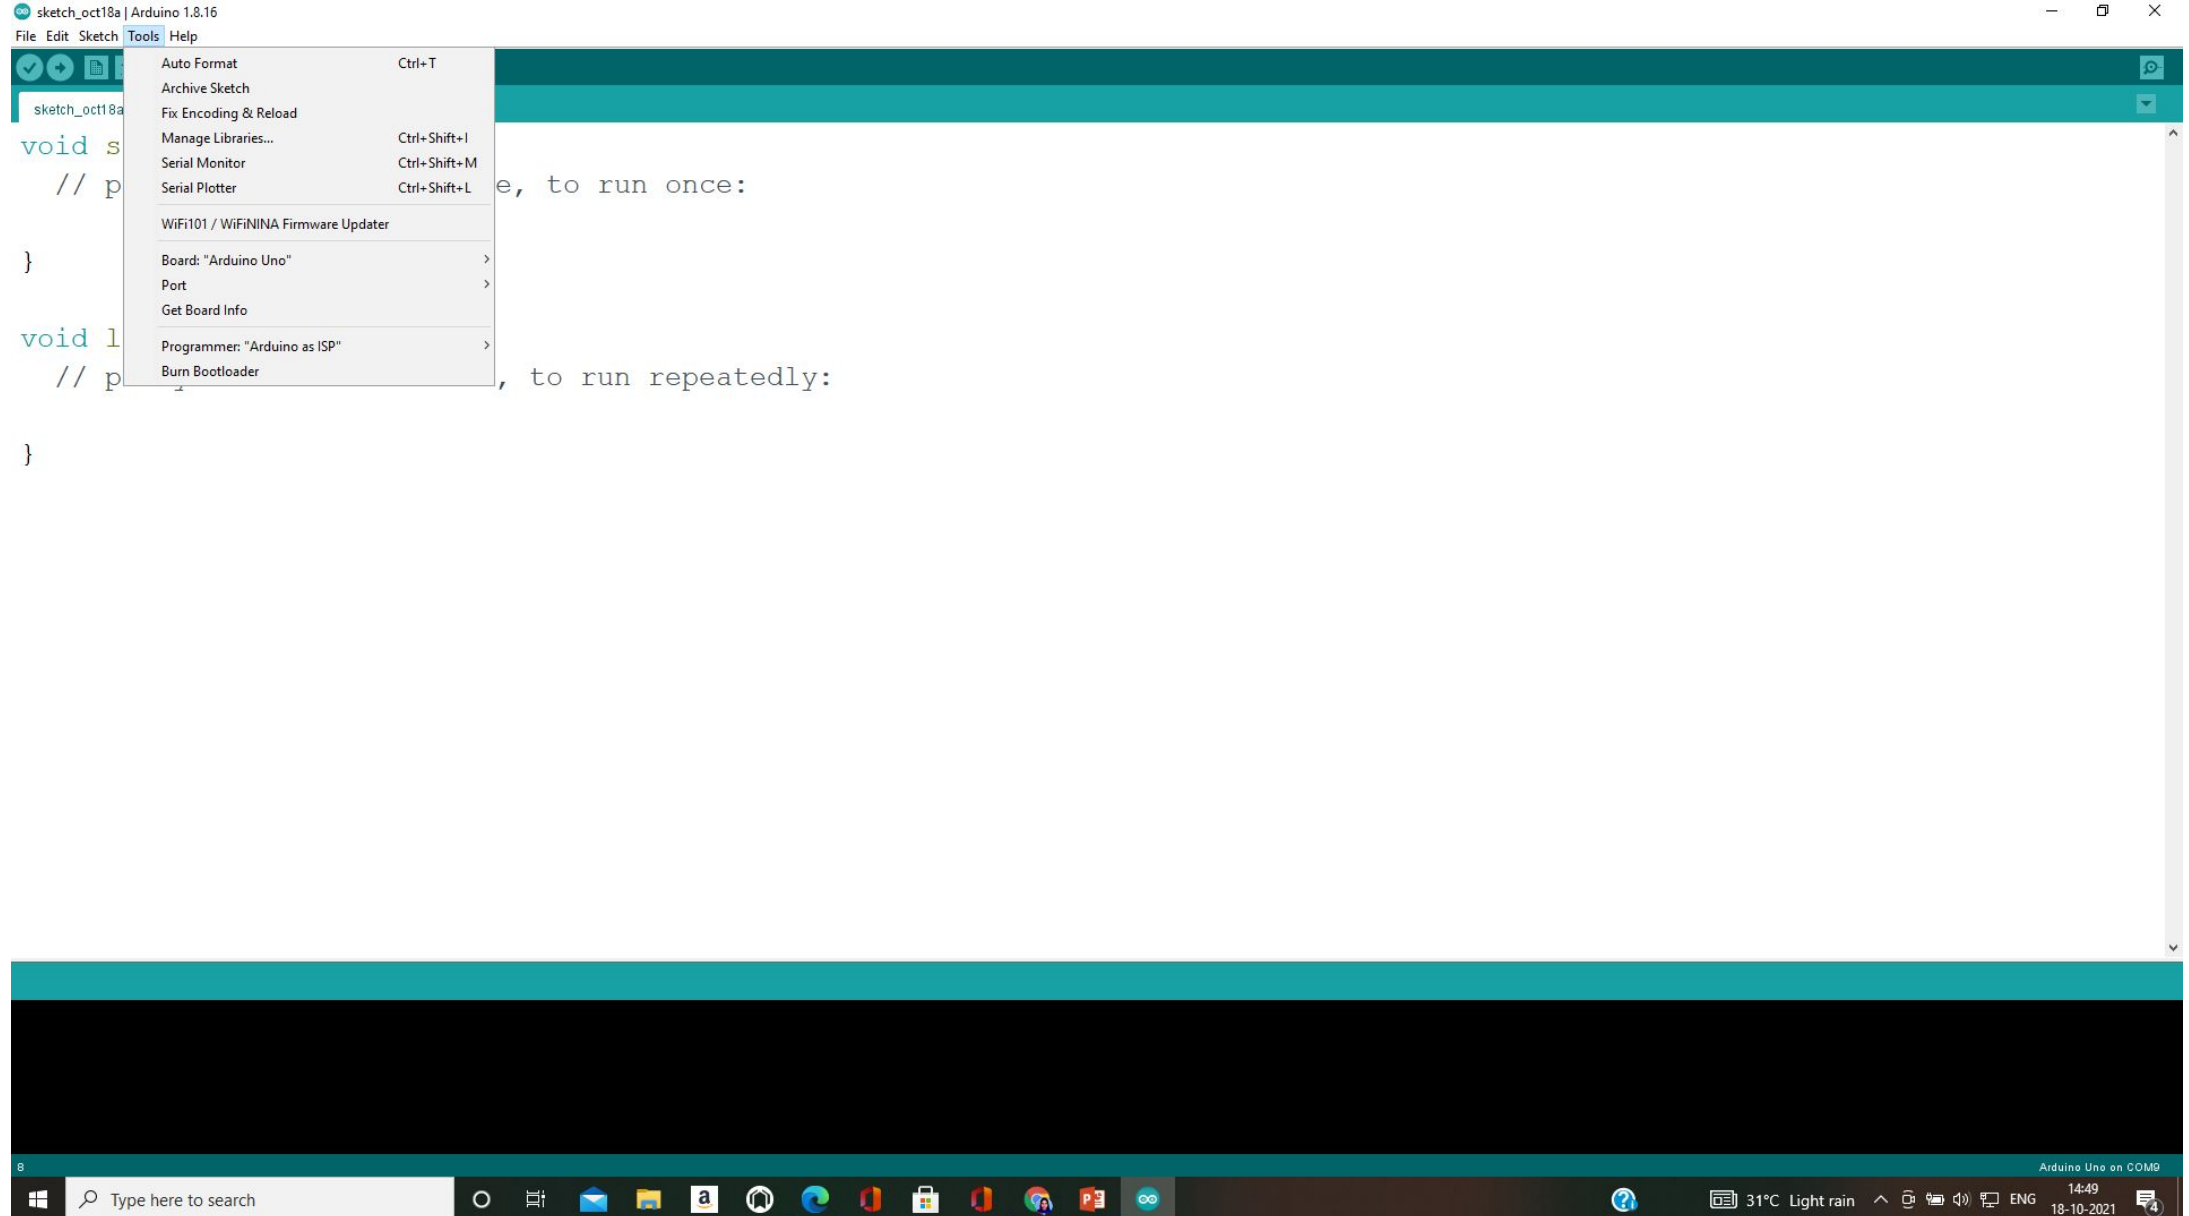 sketch_oct18a | Arduino 1.8.16
File Edit Sketch Tools Help
sketch_oct18a
Auto Format Ctrl+T
Archive Sketch
Fix Encoding & Reload
Manage Libraries... Ctrl+Shift+I
Serial Monitor Ctrl+Shift+M
Serial Plotter Ctrl+Shift+L
WiFi101 / WiFiNINA Firmware Updater
Board: "Arduino Uno"
Port
Get Board Info
Programmer: "Arduino as ISP"
Burn Bootloader
void s
// p e, to run once:
}
void l
// p , to run repeatedly:
}
8
Arduino Uno on COM9
Type here to search
31°C Light rain
ENG
14:49
18-10-2021
4